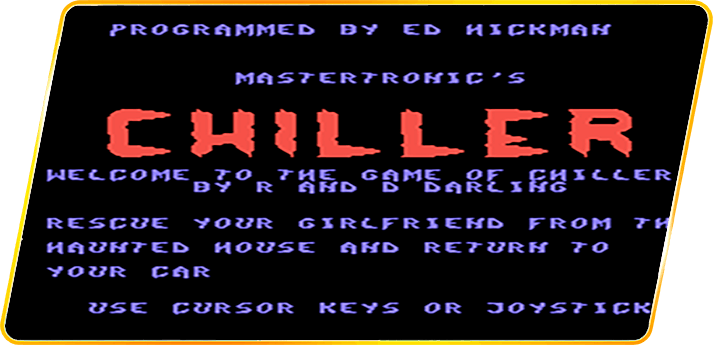 PROGRAMMED BY ED HICKMAN
MASTERTRONIC'S
CHILLER
WELCOME TO THE GAME OF CHILLER
BY R AND D DARLING
RESCUE YOUR GIRLFRIEND FROM TH
HAUNTED HOUSE AND RETURN TO
YOUR CAR
USE CURSOR KEYS OR JOYSTICK